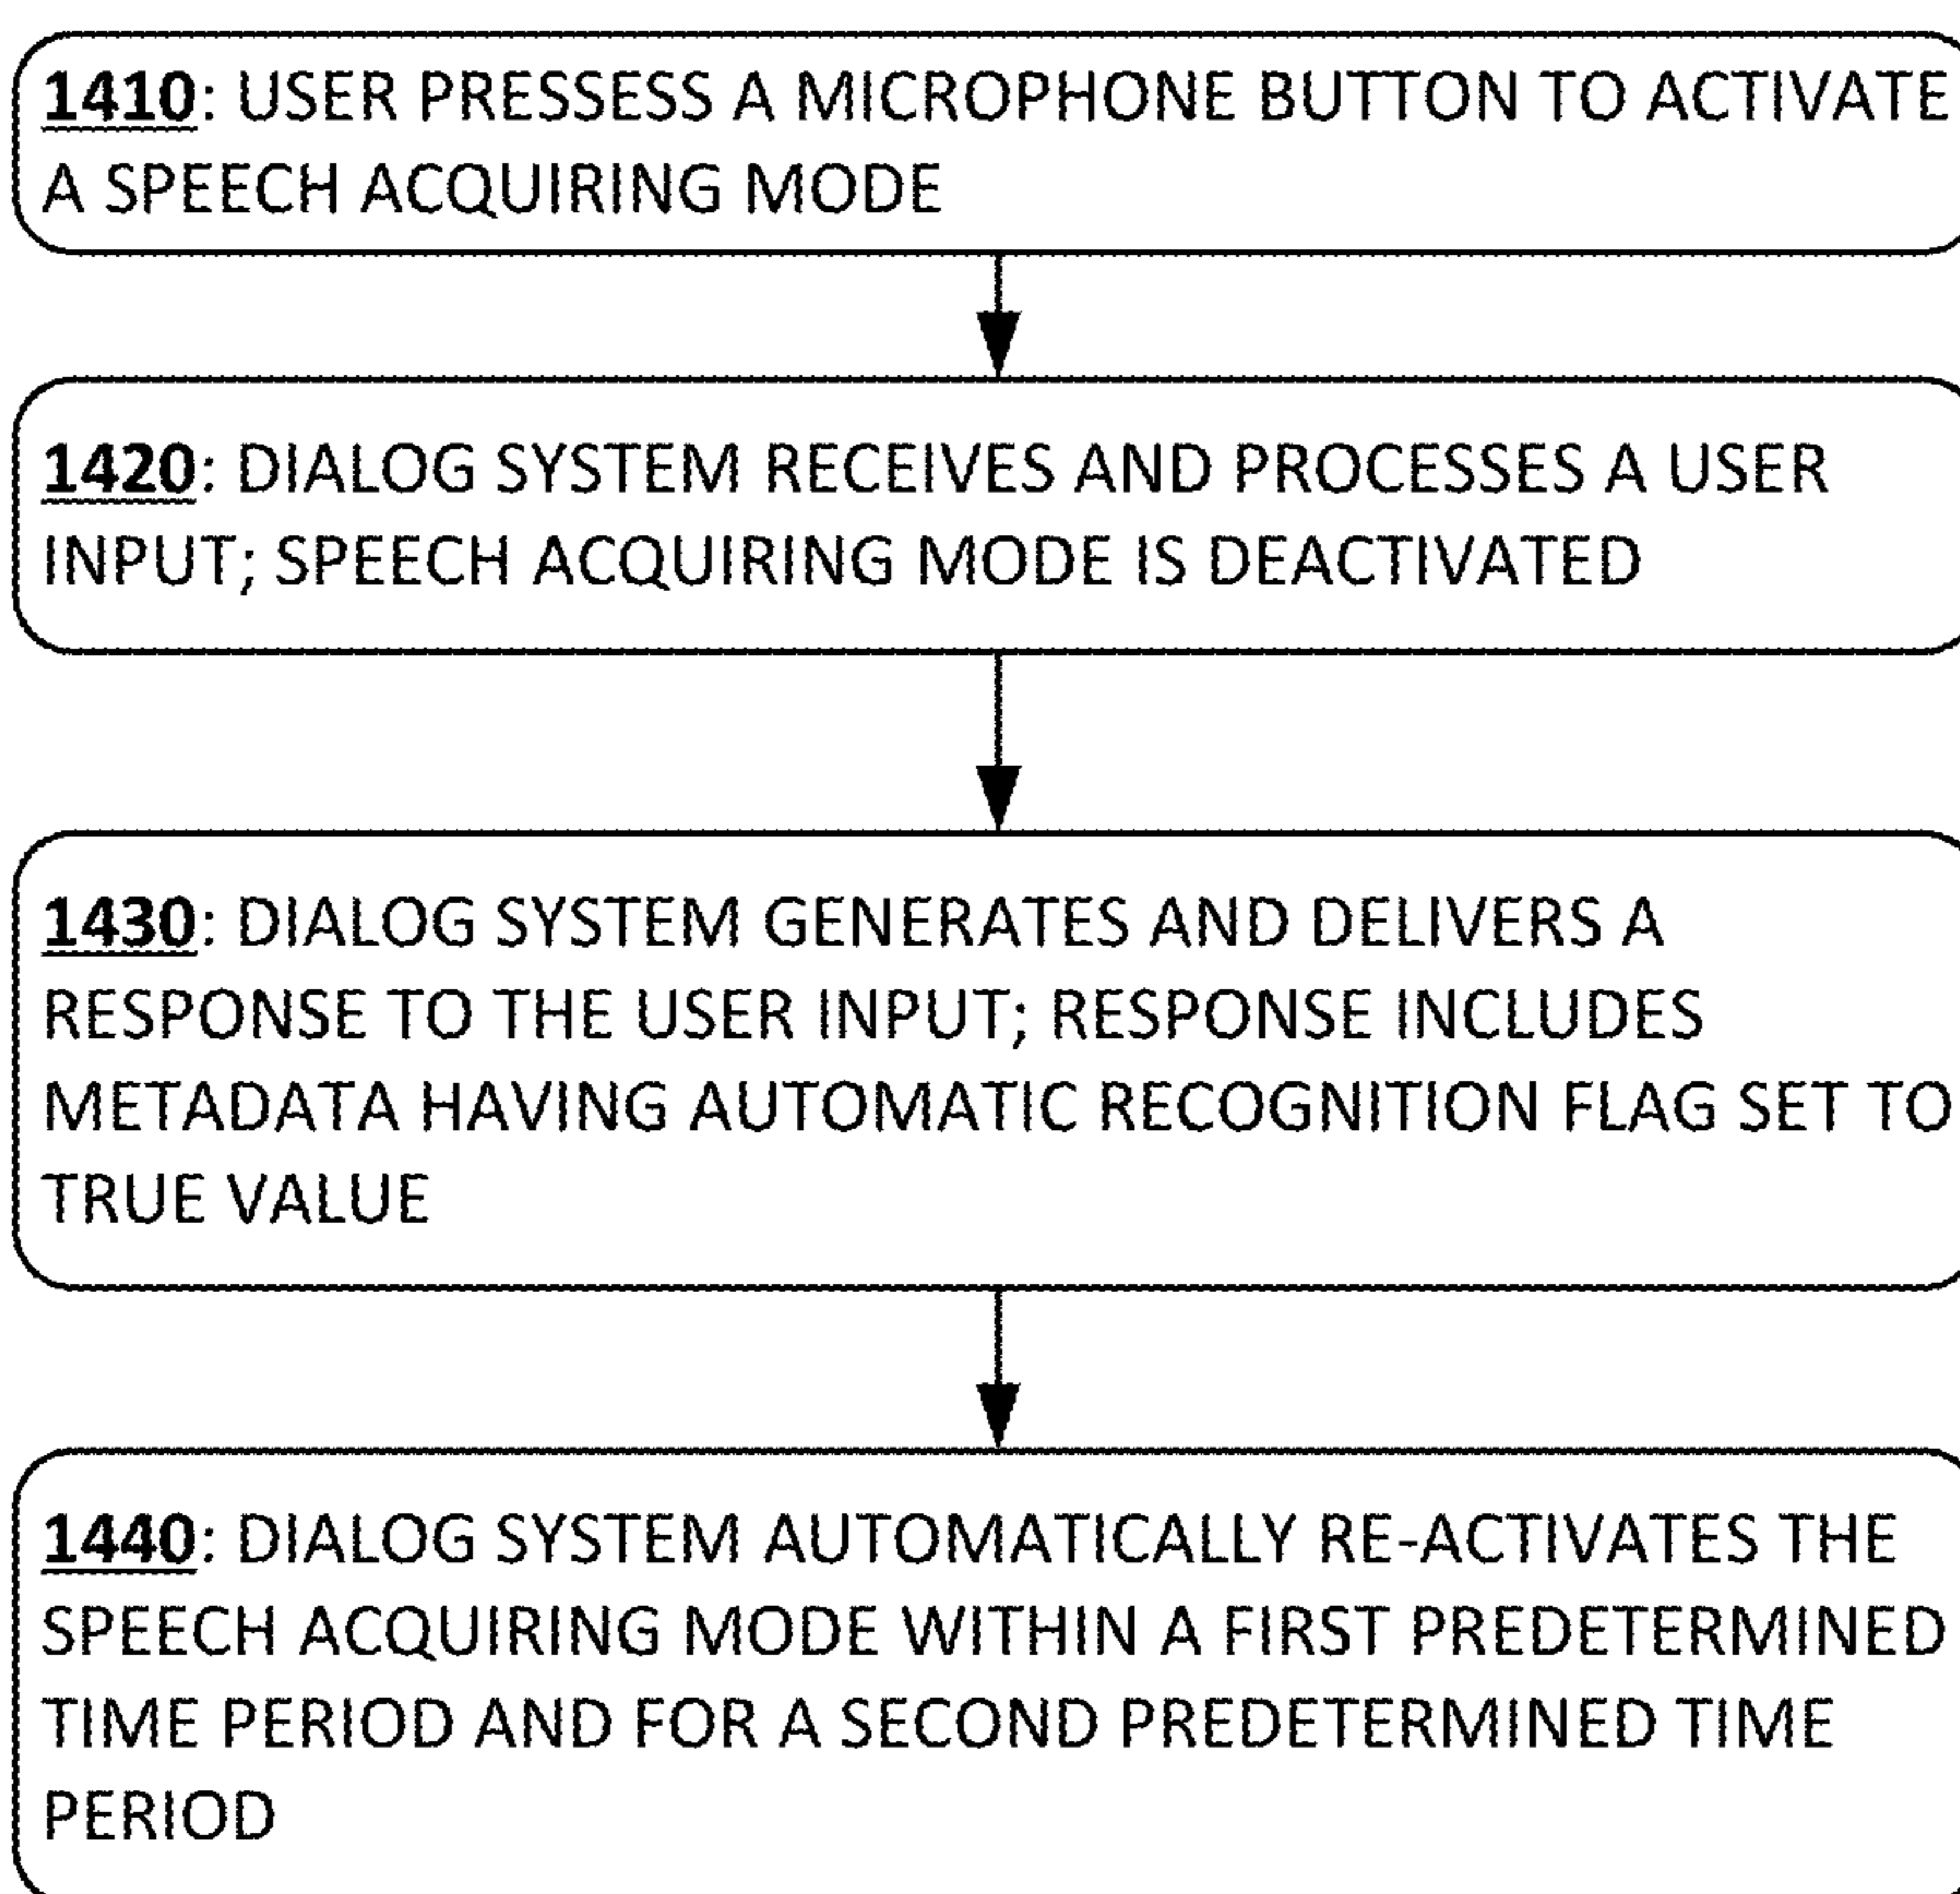 1410: USER PRESSESS A MICROPHONE BUTTON TO ACTIVATE
A SPEECH ACQUIRING MODE
1420: DIALOG SYSTEM RECEIVES AND PROCESSES A USER
INPUT; SPEECH ACQUIRING MODE IS DEACTIVATED
1430: DIALOG SYSTEM GENERATES AND DELIVERS A
RESPONSE TO THE USER INPUT; RESPONSE INCLUDES
METADATA HAVING AUTOMATIC RECOGNITION FLAG SET TO
TRUE VALUE
1440: DIALOG SYSTEM AUTOMATICALLY RE-ACTIVATES THE
SPEECH ACQUIRING MODE WITHIN A FIRST PREDETERMINED
TIME PERIOD AND FOR A SECOND PREDETERMINED TIME
PERIOD